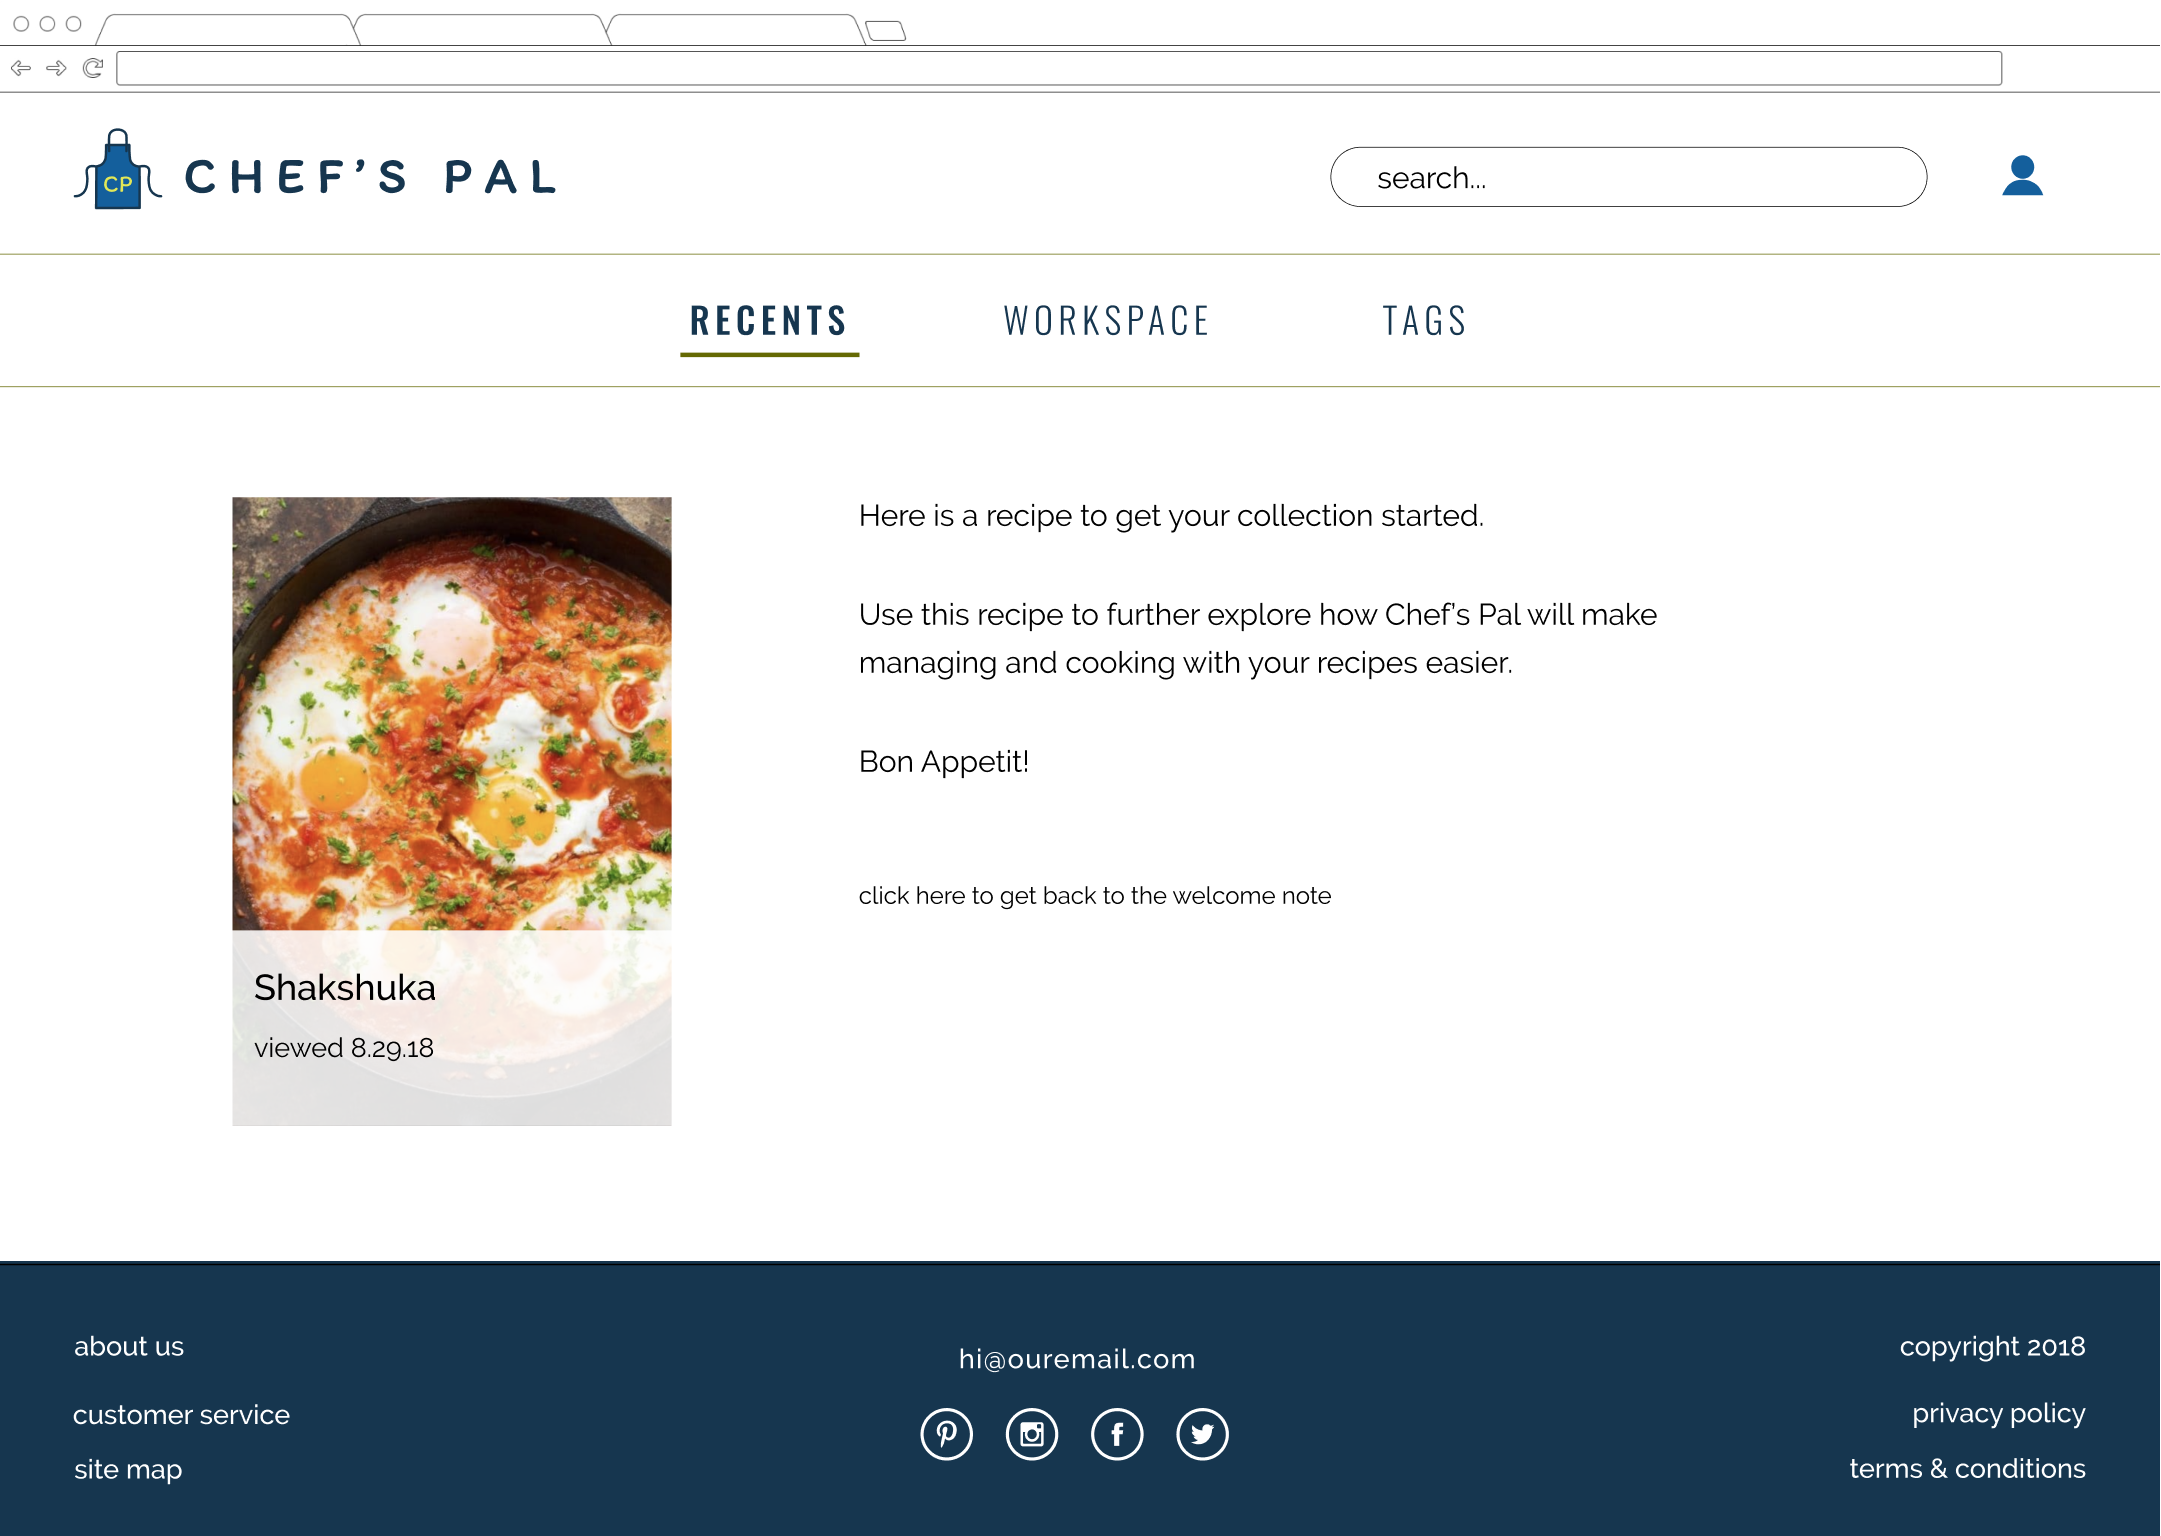 CP
CHEF'S PAL
search...
RECENTS
WORKSPACE
TAGS
Here is a recipe to get your collection started.
Use this recipe to further explore how Chef's Pal will make
managing and cooking with your recipes easier.
Bon Appetit!
click here to get back to the welcome note
Shakshuka
viewed 8.29.18
about us
customer service
site map
hi@ouremail.com
copyright 2018
privacy policy
terms & conditions